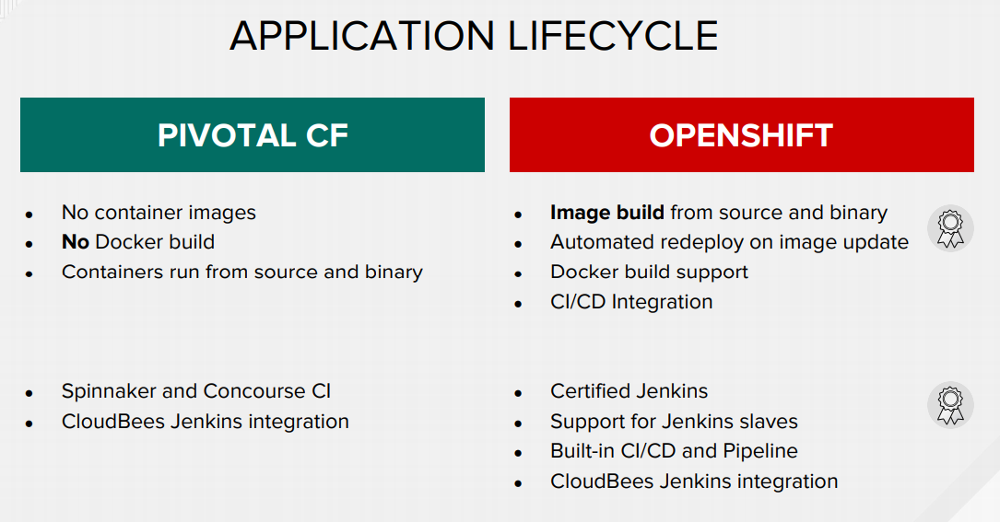 APPLICATION LIFECYCLE
PIVOTAL CF
• No container images
• No Docker build
• Containers run from source and binary
• Spinnaker and Concourse CI
• CloudBees Jenkins integration
OPENSHIFT
• Image build from source and binary
• Automated redeploy on image update
• Docker build support
• CI/CD Integration
• Certified Jenkins
• Support for Jenkins slaves
• Built-in CI/CD and Pipeline
• CloudBees Jenkins integration